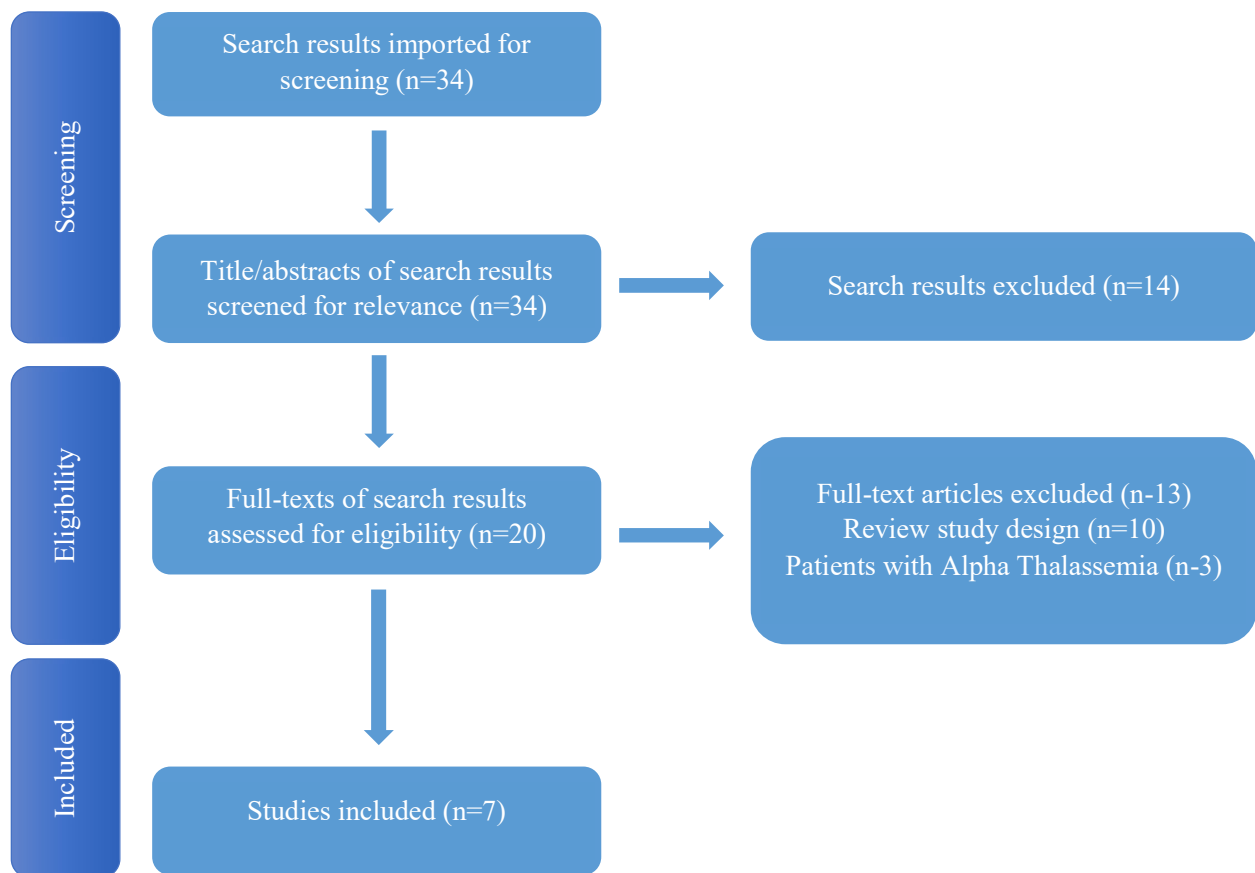 Screening
Search results imported for
screening (n=34)
Title/abstracts of search results
screened for relevance (n=34)
Search results excluded (n=14)
Eligibility
Full-texts of search results
assessed for eligibility (n=20)
Full-text articles excluded (n-13)
Review study design (n=10)
Patients with Alpha Thalassemia (n-3)
Included
Studies included (n=7)